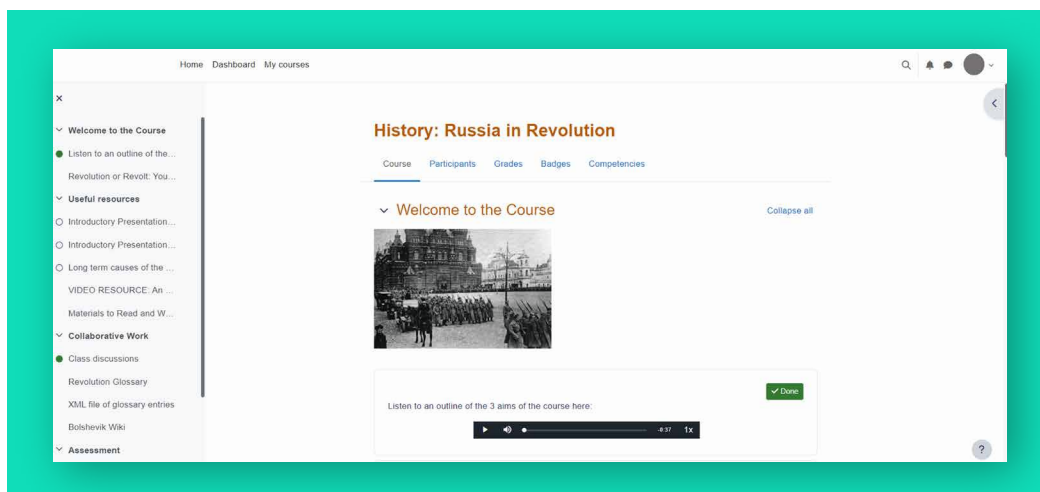 Home Dashboard My courses
Welcome to the Course
Listen to an outline of the...
Revolution or Revolt: You...
Useful resources
Introductory Presentation...
Introductory Presentation...
Long term causes of the ...
VIDEO RESOURCE: An ...
Materials to Read and W...
Collaborative Work
Class discussions
Revolution Glossary
XML file of glossary entries
Bolshevik Wiki
Assessment
History: Russia in Revolution
Course Participants Grades Badges Competencies
Welcome to the Course
Collapse all
Done
Listen to an outline of the 3 aims of the course here:
-0:37 1x
?